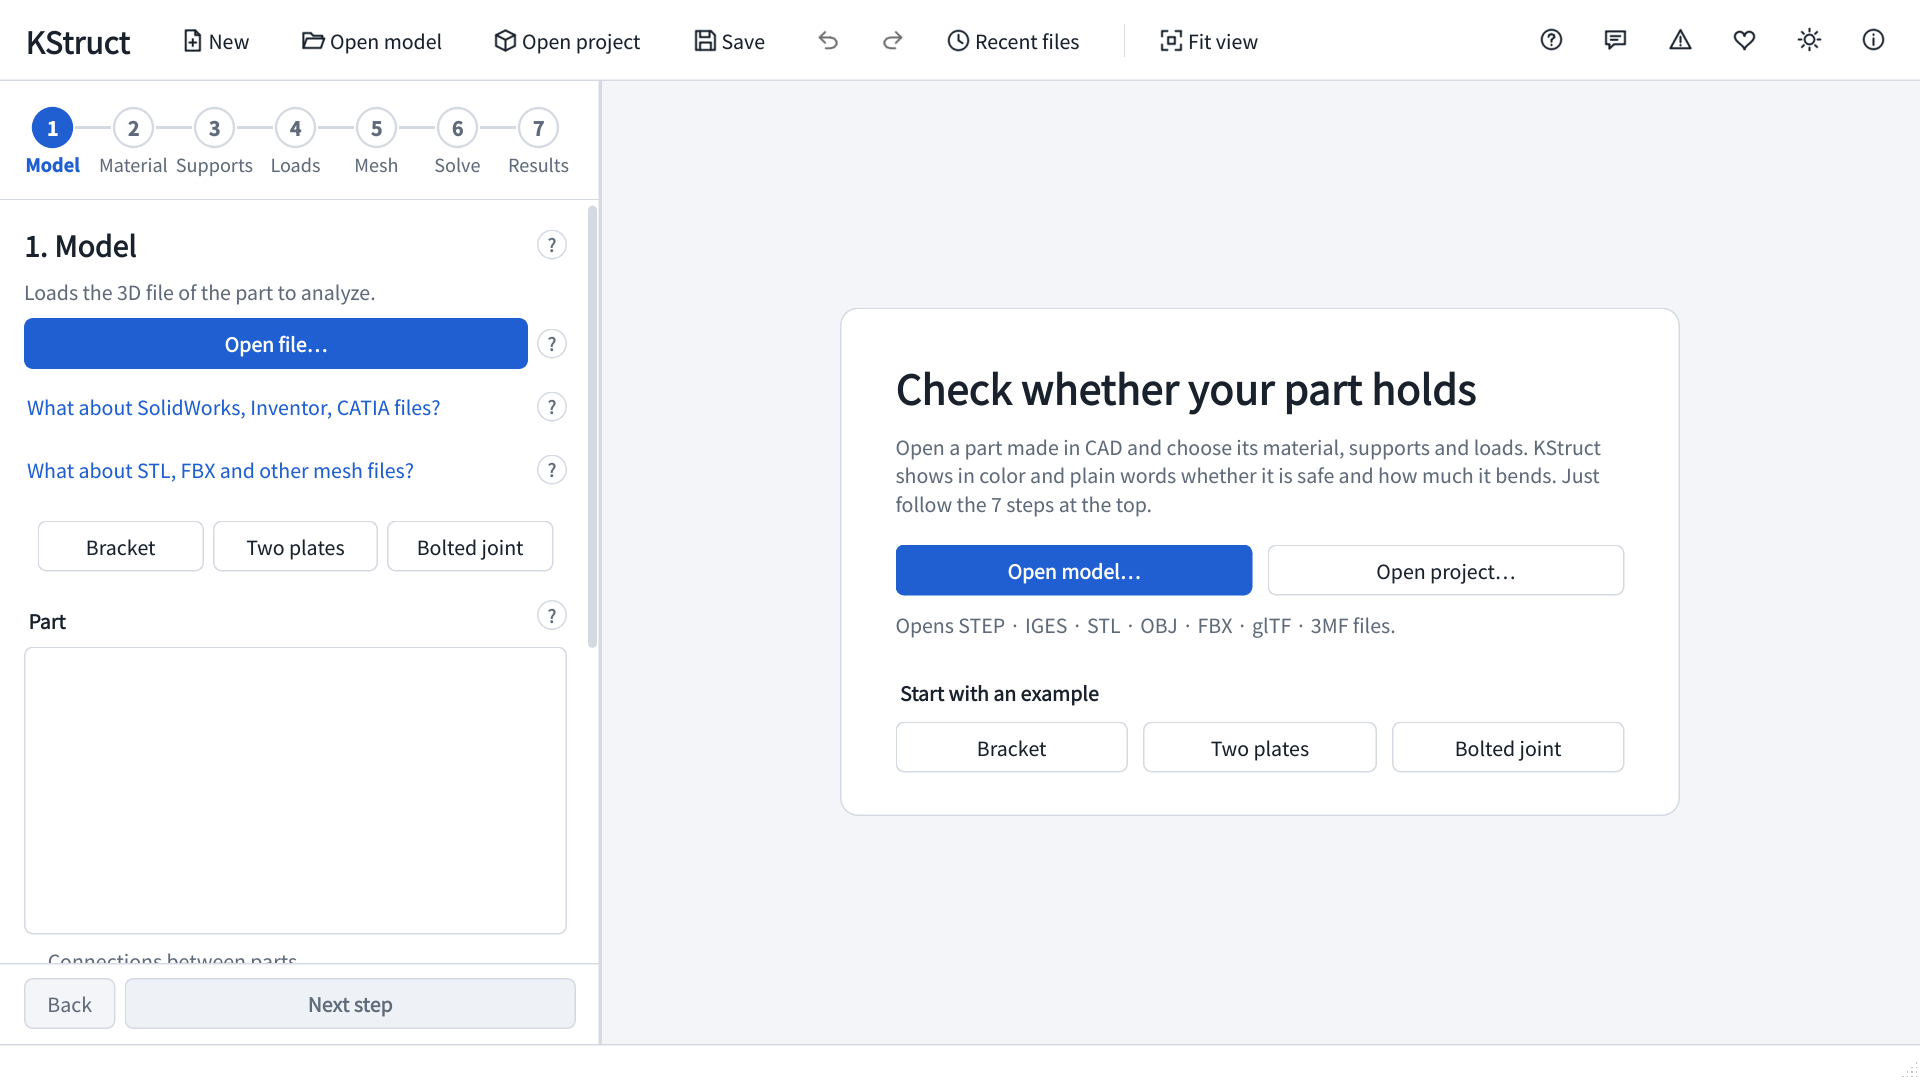 KStruct
New
Open model
Open project
Save
Recent files
Fit view
1
2
3
4
5
6
7
Model
Material
Supports
Loads
Mesh
Solve
Results
1. Model
?
Loads the 3D file of the part to analyze.
Open file...
?
What about SolidWorks, Inventor, CATIA files?
?
What about STL, FBX and other mesh files?
?
Bracket
Two plates
Bolted joint
Part
?
Connections between parts
Back
Next step
Check whether your part holds
Open a part made in CAD and choose its material, supports and loads. KStruct
shows in color and plain words whether it is safe and how much it bends. Just
follow the 7 steps at the top.
Open model...
Open project...
Opens STEP · IGES · STL · OBJ · FBX · glTF · 3MF files.
Start with an example
Bracket
Two plates
Bolted joint